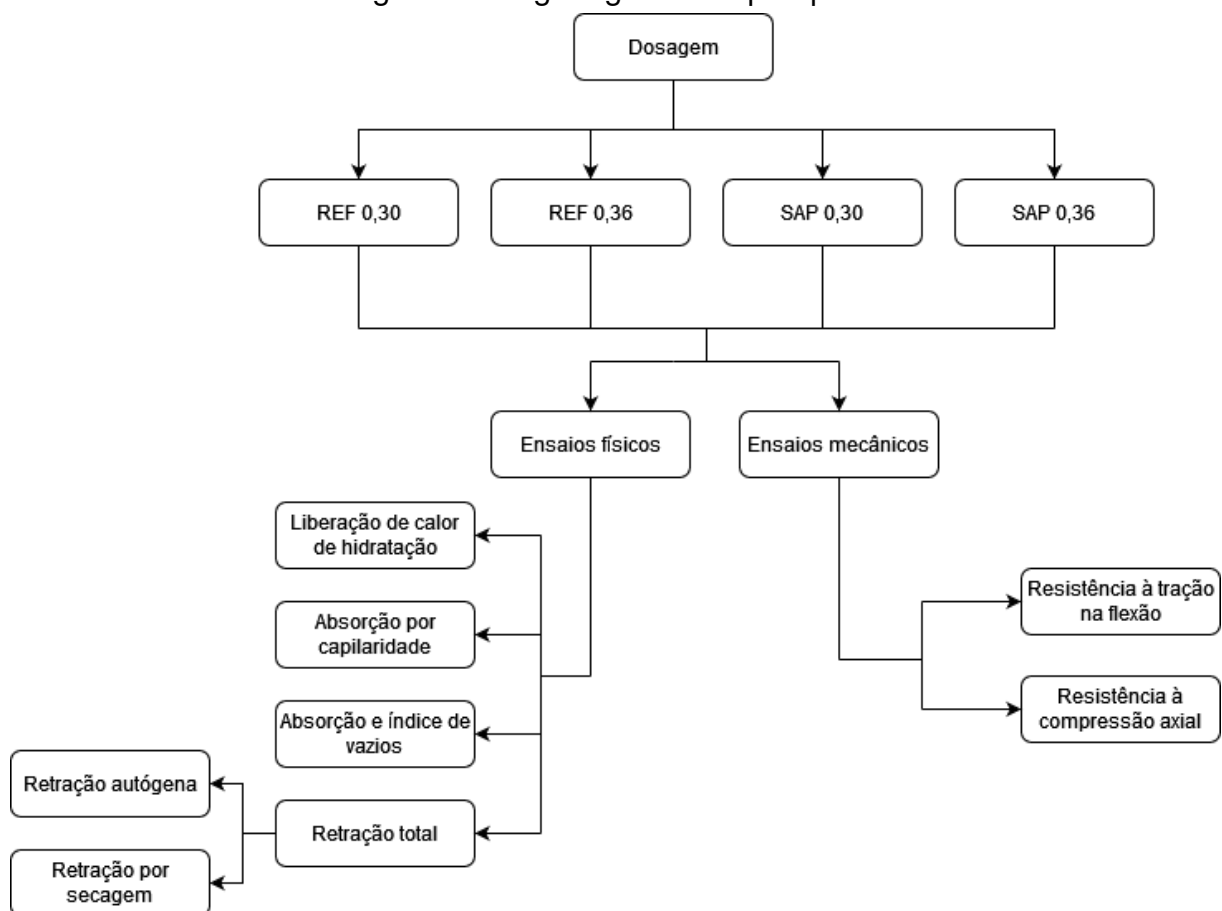 Dosagem
REF 0,30
REF 0,36
SAP 0,30
SAP 0,36
Ensaios físicos
Ensaios mecânicos
Liberação de calor
de hidratação
Absorção por
capilaridade
Absorção e índice de
vazios
Retração total
Retração autógena
Retração por
secagem
Resistência à tração
na flexão
Resistência à
compressão axial